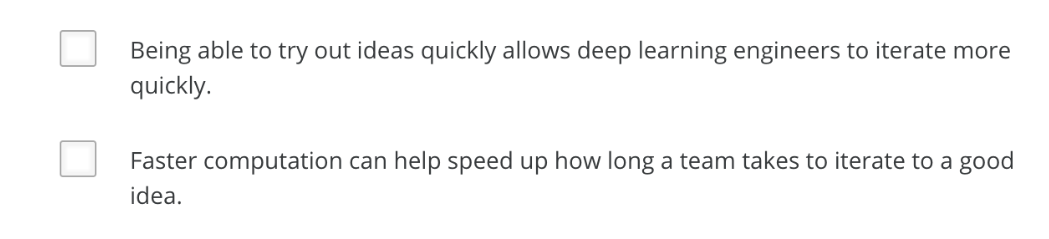 Being able to try out ideas quickly allows deep learning engineers to iterate more
quickly.
Faster computation can help speed up how long a team takes to iterate to a good
idea.